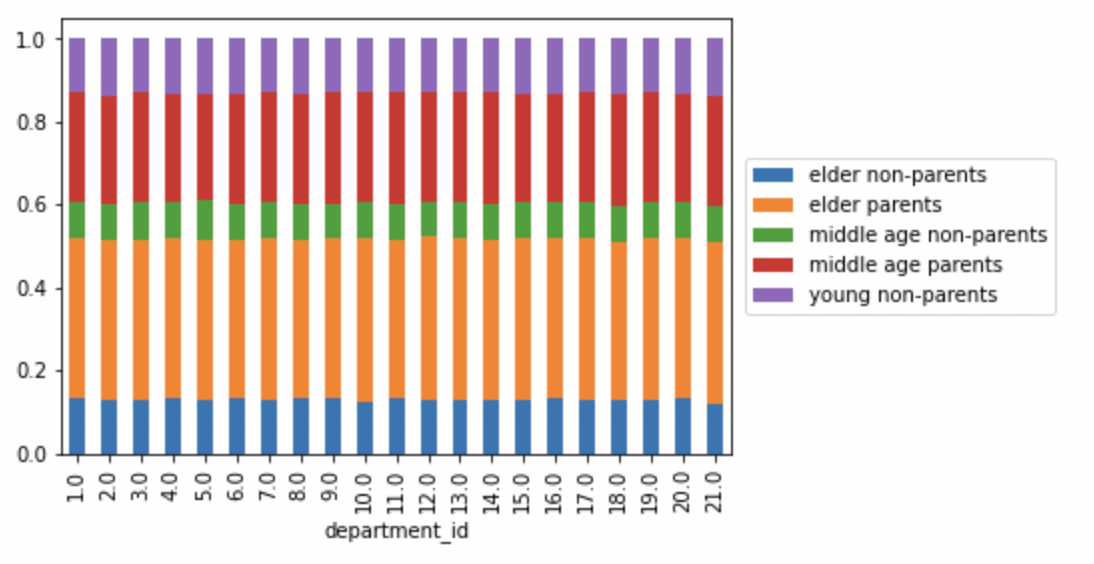 1.0
0.8
0.6
0.4
0.2
0.0
1.0 2.0 3.0 4.0 5.0 6.0 7.0 8.0 9.0 10.0 11.0 12.0 13.0 14.0 15.0 16.0 17.0 18.0 19.0 20.0 21.0
department_id
elder non-parents
elder parents
middle age non-parents
middle age parents
young non-parents